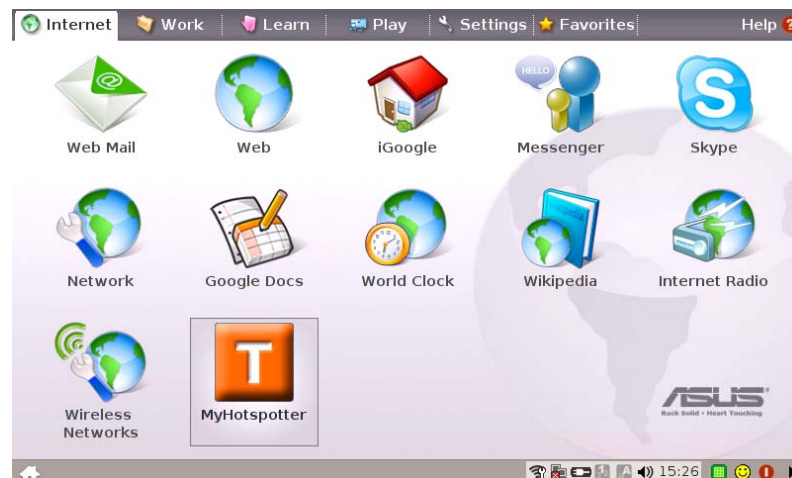 Internet Work Learn Play Settings Favorites Help ?
HELLO
Web Mail Web iGoogle Messenger Skype
Network Google Docs World Clock Wikipedia Internet Radio
Wireless
Networks
T
MyHotspotter
ASUS
Rock Solid • Heart Touching
15:26